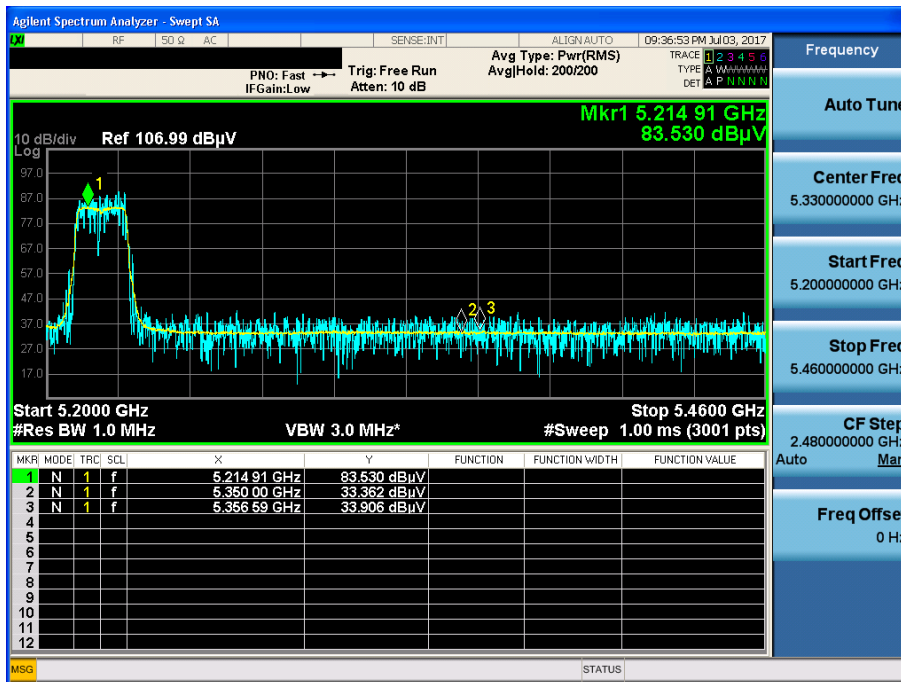 Agilent Spectrum Analyzer - Swept SA
LXI RF 50 Ω AC SENSE:INT ALIGN AUTO 09:36:53 PM Jul 03, 2017
Frequency
PNO: Fast Trig: Free Run Avg Type: Pwr(RMS) TRACE 1 2 3 4 5 6
IFGain:Low Atten: 10 dB Avg|Hold: 200/200 TYPE A WWWWW
DET A P N N N N
Auto Tune
Mkr1 5.214 91 GHz
83.530 dBµV
10 dB/div Ref 106.99 dBµV
Log
97.0
87.0
77.0
67.0
57.0
47.0
37.0
27.0
17.0
1
2
3
Center Freq
5.330000000 GHz
Start Freq
5.200000000 GHz
Stop Freq
5.460000000 GHz
Start 5.2000 GHz Stop 5.4600 GHz
#Res BW 1.0 MHz VBW 3.0 MHz* #Sweep 1.00 ms (3001 pts)
CF Step
2.480000000 GHz
Auto Man
Freq Offset
0 Hz
MKR MODE TRC SCL X Y FUNCTION FUNCTION WIDTH FUNCTION VALUE
1 N 1 f 5.214 91 GHz 83.530 dBµV
2 N 1 f 5.350 00 GHz 33.362 dBµV
3 N 1 f 5.356 59 GHz 33.906 dBµV
4
5
6
7
8
9
10
11
12
MSG STATUS